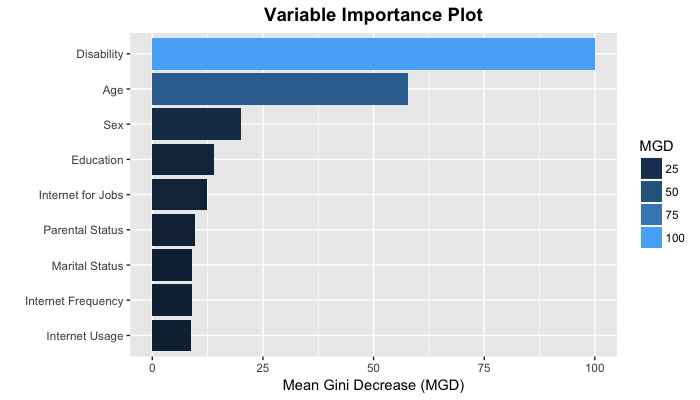 Variable Importance Plot
Disability
Age
Sex
Education
Internet for Jobs
Parental Status
Marital Status
Internet Frequency
Internet Usage
0 25 50 75 100
Mean Gini Decrease (MGD)
MGD
25
50
75
100